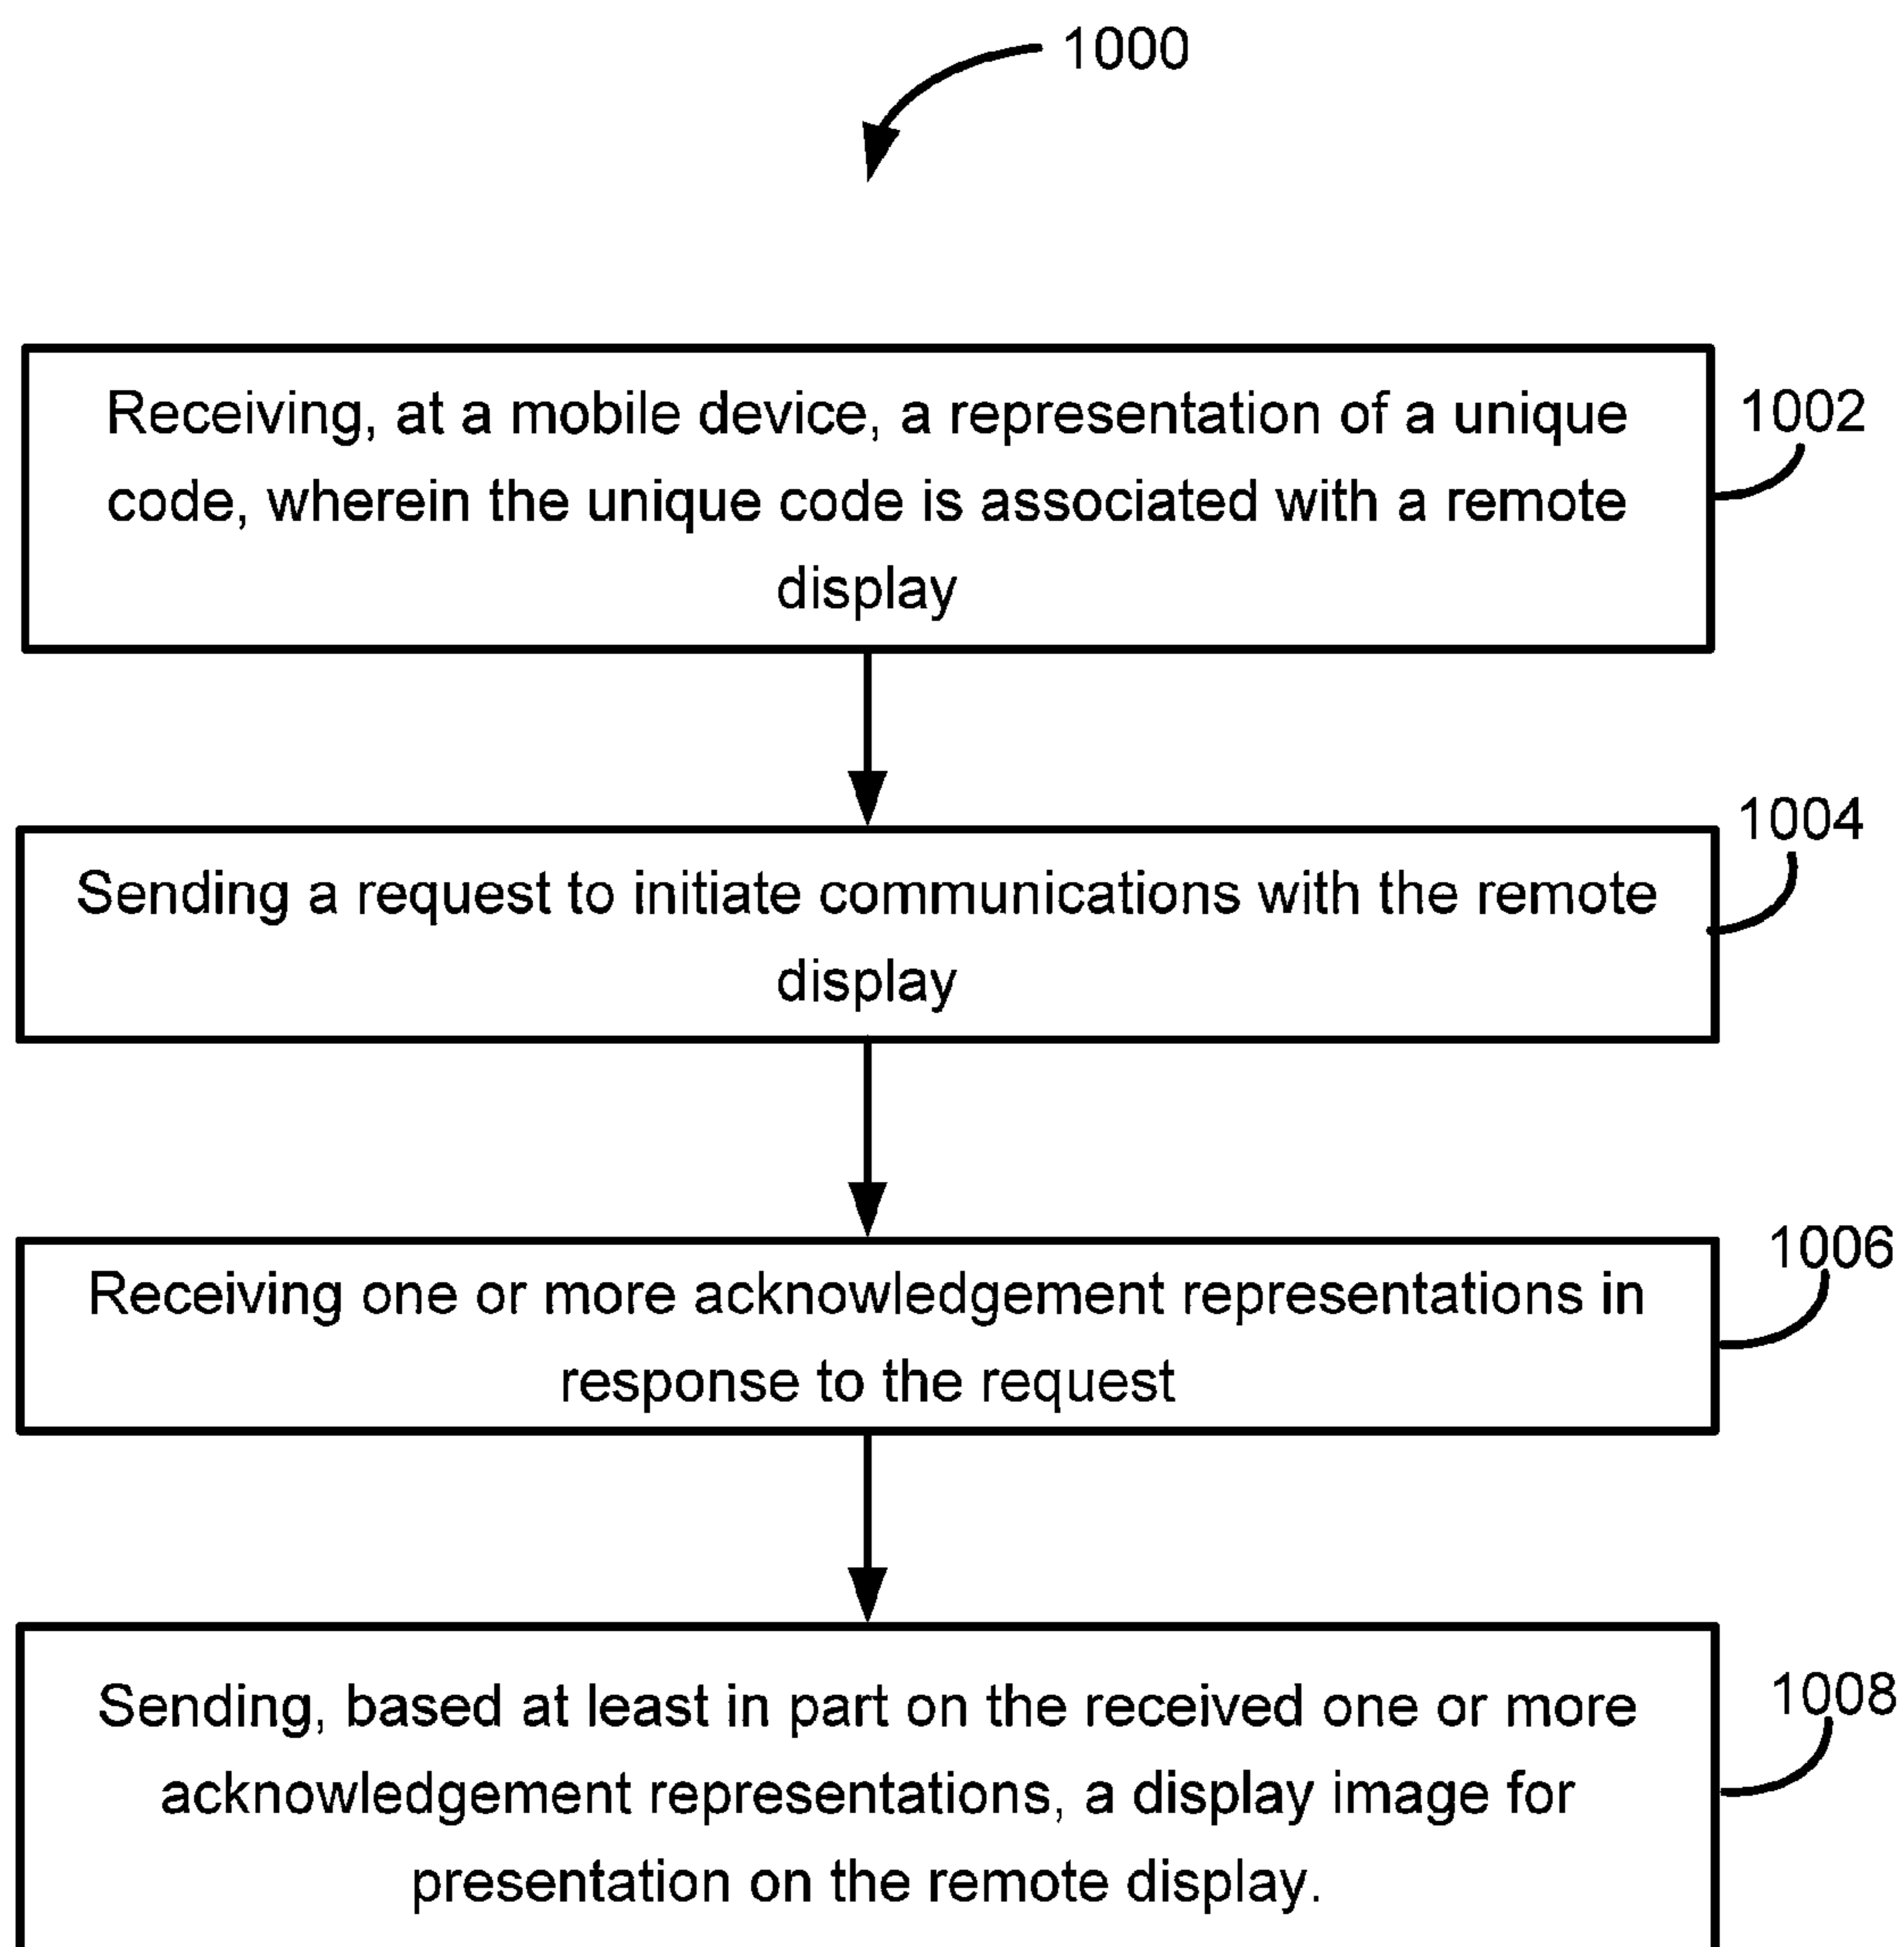 1000
Receiving, at a mobile device, a representation of a unique
code, wherein the unique code is associated with a remote
display
1002
Sending a request to initiate communications with the remote
display
1004
Receiving one or more acknowledgement representations in
response to the request
1006
Sending, based at least in part on the received one or more
acknowledgement representations, a display image for
presentation on the remote display.
1008